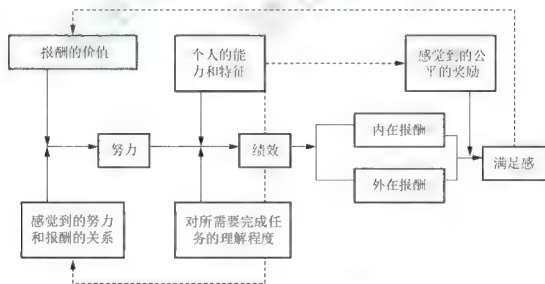 报酬的价值
个人的能
力和特征
感觉到的公
平的奖励
努力
绩效
内在报酬
外在报酬
满足感
感觉到的努力
和报酬的关系
对所需要完成任
务的理解程度